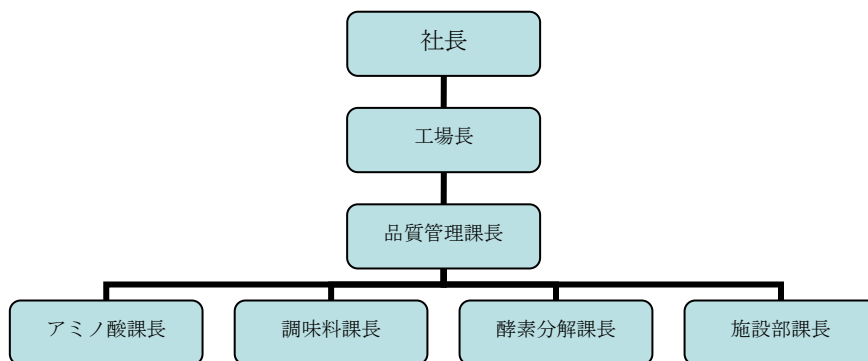 社長
工場長
品質管理課長
アミノ酸課長
調味料課長
酵素分解課長
施設部課長